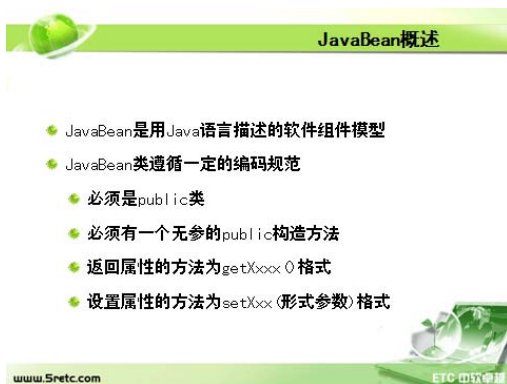 JavaBean概述
JavaBean是用Java语言描述的软件组件模型
JavaBean类遵循一定的编码规范
必须是public类
必须有一个无参的public构造方法
返回属性的方法为getXxxx()格式
设置属性的方法为setXxx(形式参数)格式
www.5retc.com
ETC 中软卓越